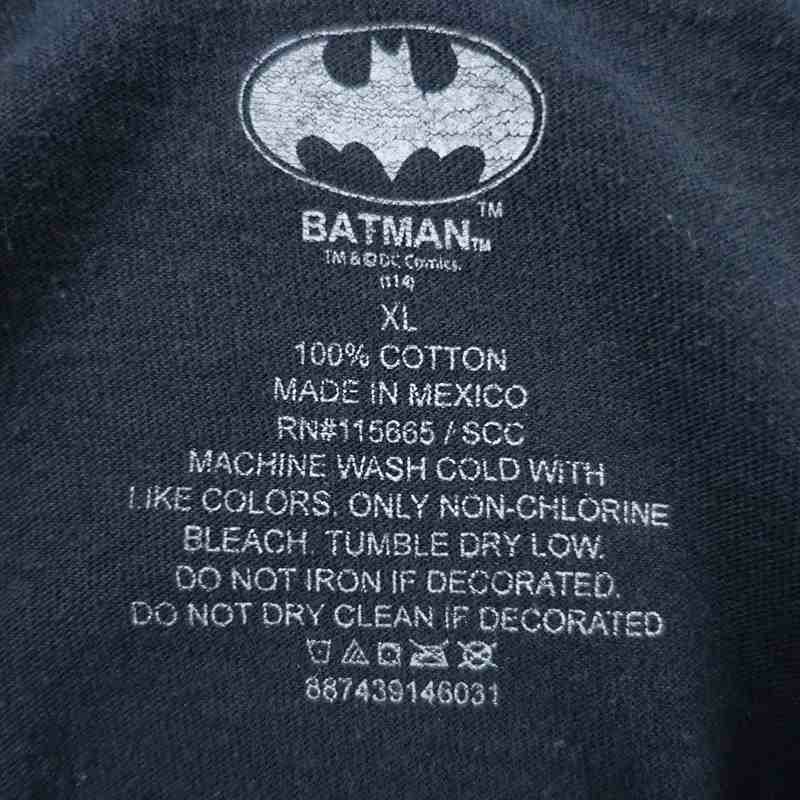 TM
BATMAN™
TM & © DC Comics.
(s14)
XL
100% COTTON
MADE IN MEXICO
RN#115665 / SCC
MACHINE WASH COLD WITH
LIKE COLORS. ONLY NON-CHLORINE
BLEACH. TUMBLE DRY LOW.
DO NOT IRON IF DECORATED.
DO NOT DRY CLEAN IF DECORATED
887439146031